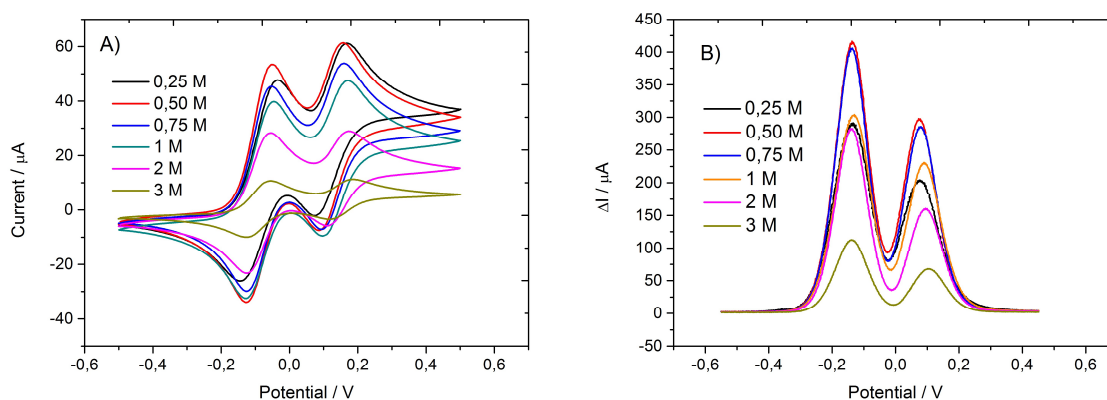 A)
0,25 M
0,50 M
0,75 M
1 M
2 M
3 M
60
40
20
0
-20
-40
Current / μA
-0,6 -0,4 -0,2 0,0 0,2 0,4 0,6
Potential / V
B)
0,25 M
0,50 M
0,75 M
1 M
2 M
3 M
450
400
350
300
250
200
150
100
50
0
-50
ΔI / μA
-0,6 -0,4 -0,2 0,0 0,2 0,4 0,6
Potential / V